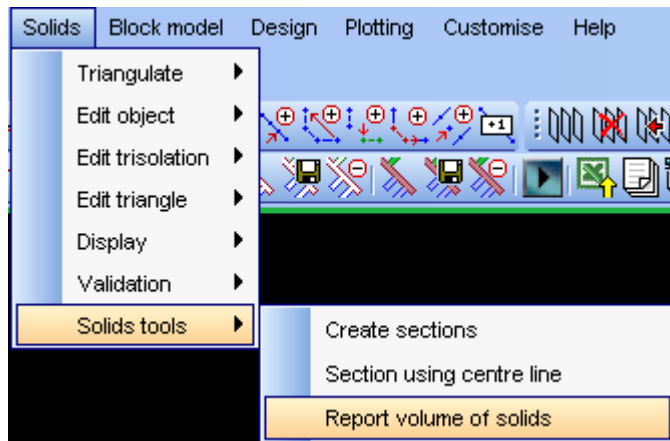 Solids Block model Design Plotting Customise Help
Triangulate
Edit object
+1
Edit trisolation
Edit triangle
Display
Validation
Solids tools
Create sections
Section using centre line
Report volume of solids